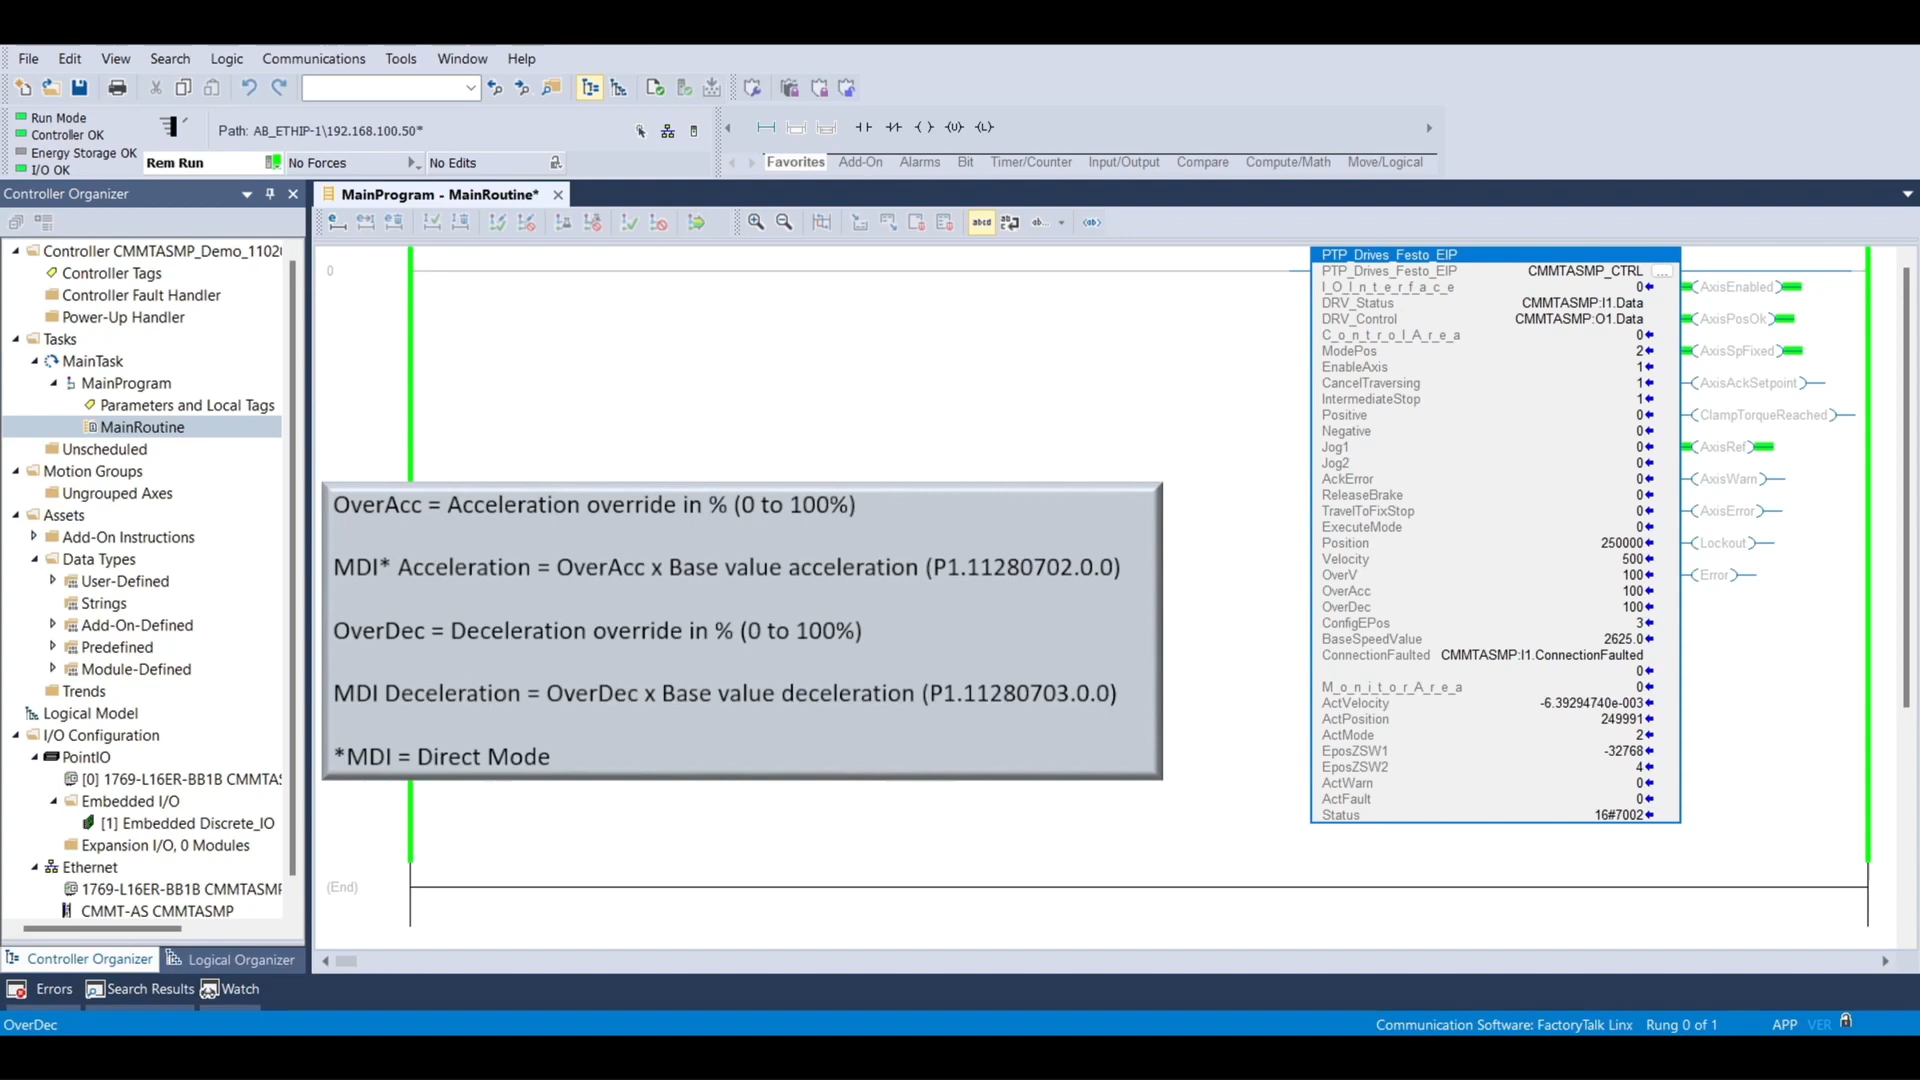 File Edit View Search Logic Communications Tools Window Help
Run Mode
Controller OK
Energy Storage OK
I/O OK
Path: AB_ETHIP-1\192.168.100.50*
Rem Run No Forces No Edits
Favorites Add-On Alarms Bit Timer/Counter Input/Output Compare Compute/Math Move/Logical
Controller Organizer
MainProgram - MainRoutine*
Controller CMMTASMP_Demo_1102
Controller Tags
Controller Fault Handler
Power-Up Handler
Tasks
MainTask
MainProgram
Parameters and Local Tags
MainRoutine
Unscheduled
Motion Groups
Ungrouped Axes
Assets
Add-On Instructions
Data Types
User-Defined
Strings
Add-On-Defined
Predefined
Module-Defined
Trends
Logical Model
I/O Configuration
PointIO
[0] 1769-L16ER-BB1B CMMTAS
Embedded I/O
[1] Embedded Discrete_IO
Expansion I/O, 0 Modules
Ethernet
1769-L16ER-BB1B CMMTASMP
CMMT-AS CMMTASMP
Controller Organizer Logical Organizer
0
OverAcc = Acceleration override in % (0 to 100%)
MDI* Acceleration = OverAcc x Base value acceleration (P1.11280702.0.0)
OverDec = Deceleration override in % (0 to 100%)
MDI Deceleration = OverDec x Base value deceleration (P1.11280703.0.0)
*MDI = Direct Mode
(End)
PTP_Drives_Festo_EIP
PTP_Drives_Festo_EIP CMMTASMP_CTRL ...
I_O_I_n_t_e_r_f_a_c_e 0
DRV_Status CMMTASMP:I1.Data
DRV_Control CMMTASMP:O1.Data
C_o_n_t_r_o_l_A_r_e_a 0
ModePos 2
EnableAxis 1
CancelTraversing 1
IntermediateStop 1
Positive 0
Negative 0
Jog1 0
Jog2 0
AckError 0
ReleaseBrake 0
TravelToFixStop 0
ExecuteMode 0
Position 250000
Velocity 500
OverV 100
OverAcc 100
OverDec 100
ConfigEPos 3
BaseSpeedValue 2625.0
ConnectionFaulted CMMTASMP:I1.ConnectionFaulted
0
M_o_n_i_t_o_r_A_r_e_a 0
ActVelocity -6.39294740e-003
ActPosition 249991
ActMode 2
EposZSW1 -32768
EposZSW2 4
ActWarn 0
ActFault 0
Status 16#7002
AxisEnabled
AxisPosOk
AxisSpFixed
AxisAckSetpoint
ClampTorqueReached
AxisRef
AxisWarn
AxisError
Lockout
Error
Errors Search Results Watch
OverDec
Communication Software: FactoryTalk Linx Rung 0 of 1 APP VER